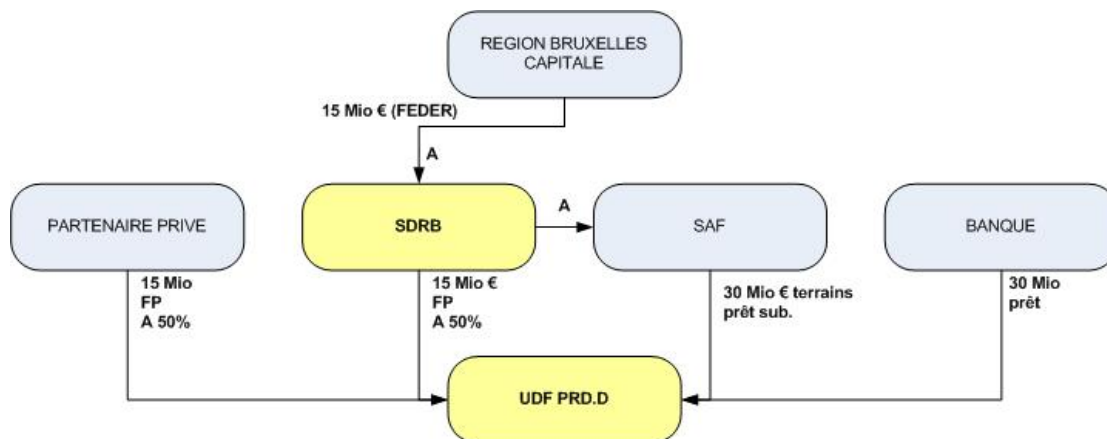 REGION BRUXELLES
CAPITALE
15 Mio € (FEDER)
A
PARTENAIRE PRIVE
SDRB
A
SAF
BANQUE
15 Mio
FP
A 50%
15 Mio €
FP
A 50%
30 Mio € terrains
prêt sub.
30 Mio
prêt
UDF PRD.D